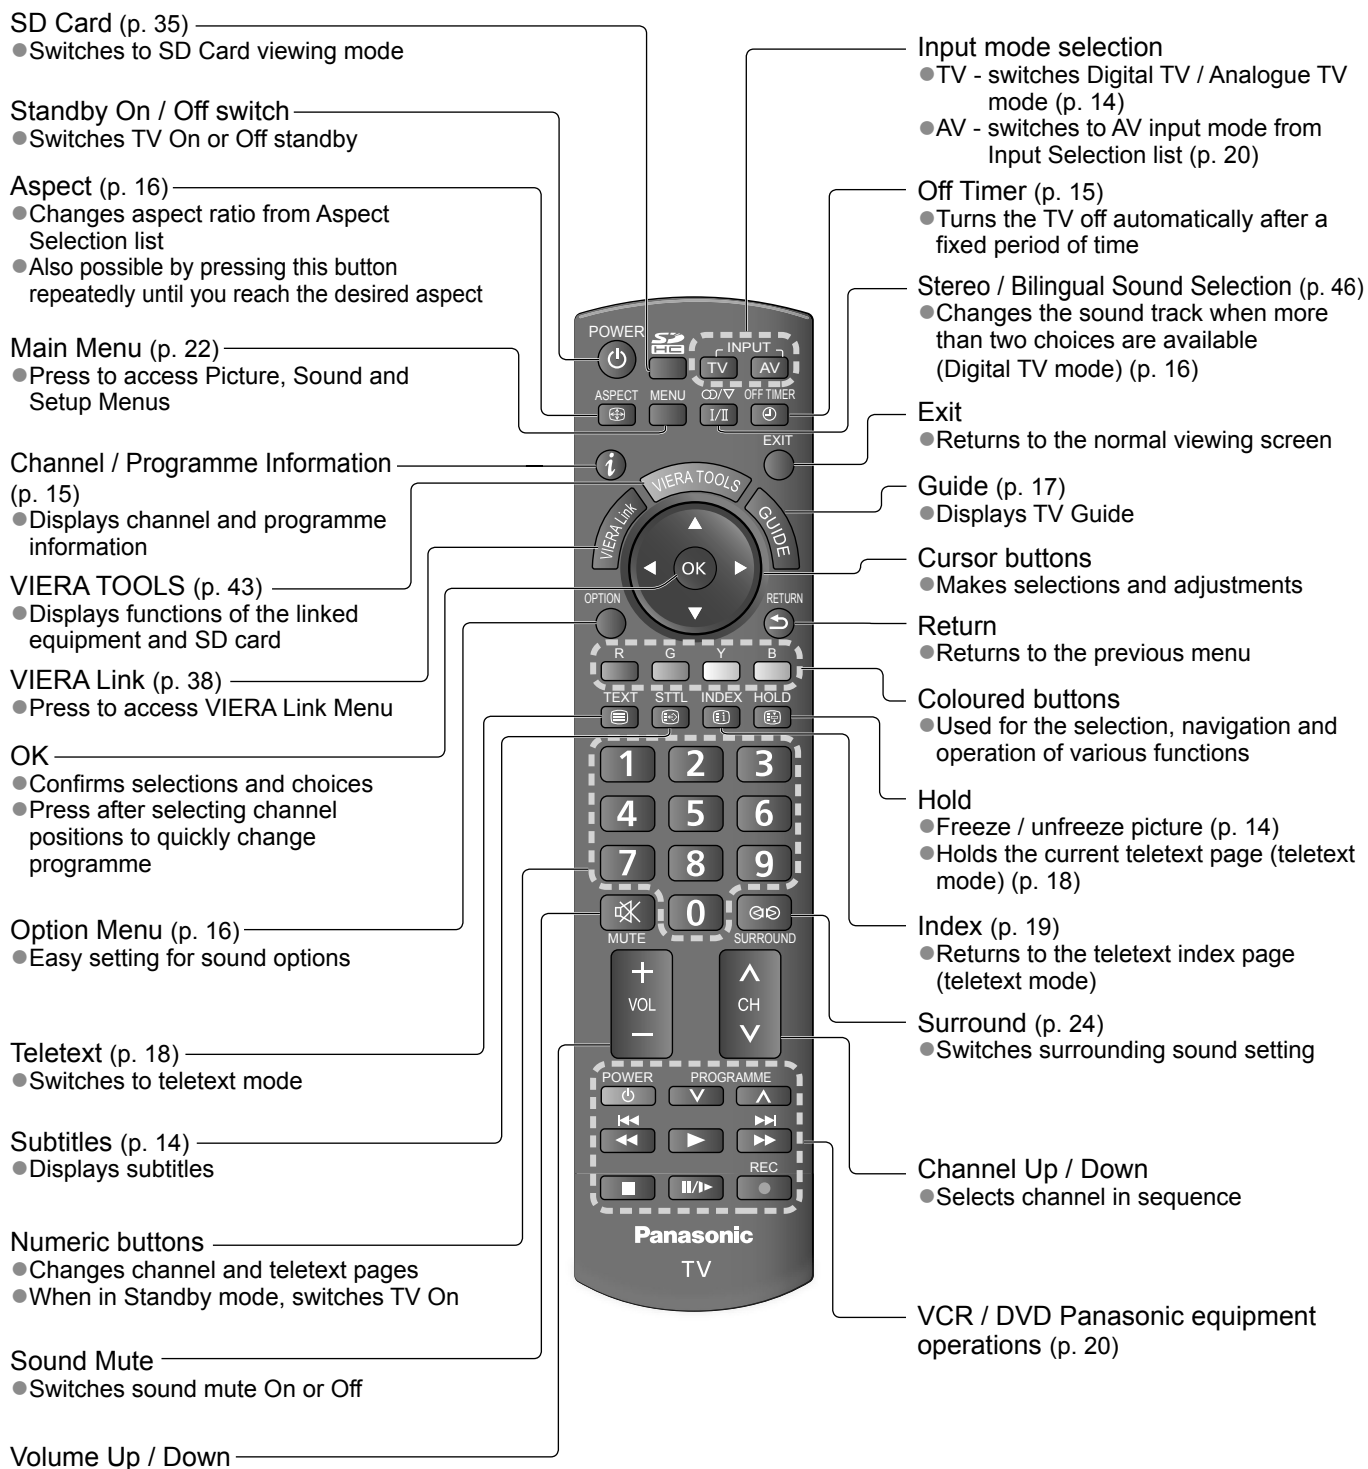 SD Card (p. 35)
●Switches to SD Card viewing mode
Standby On / Off switch
●Switches TV On or Off standby
Aspect (p. 16)
●Changes aspect ratio from Aspect
Selection list
●Also possible by pressing this button
repeatedly until you reach the desired aspect
Main Menu (p. 22)
●Press to access Picture, Sound and
Setup Menus
Channel / Programme Information
(p. 15)
●Displays channel and programme
information
VIERA TOOLS (p. 43)
●Displays functions of the linked
equipment and SD card
VIERA Link (p. 38)
●Press to access VIERA Link Menu
OK
●Confirms selections and choices
●Press after selecting channel
positions to quickly change
programme
Option Menu (p. 16)
●Easy setting for sound options
Teletext (p. 18)
●Switches to teletext mode
Subtitles (p. 14)
●Displays subtitles
Numeric buttons
●Changes channel and teletext pages
●When in Standby mode, switches TV On
Sound Mute
●Switches sound mute On or Off
Volume Up / Down
POWER
SD
HC
INPUT
TV AV
ASPECT MENU OFF TIMER
I/II
EXIT
i
VIERA TOOLS
VIERA Link
GUIDE
OK
OPTION RETURN
R G Y B
TEXT STTL INDEX HOLD
1 2 3
4 5 6
7 8 9
0
MUTE SURROUND
+
VOL
−
CH
POWER PROGRAMME
REC
Panasonic
TV
Input mode selection
●TV - switches Digital TV / Analogue TV
mode (p. 14)
●AV - switches to AV input mode from
Input Selection list (p. 20)
Off Timer (p. 15)
●Turns the TV off automatically after a
fixed period of time
Stereo / Bilingual Sound Selection (p. 46)
●Changes the sound track when more
than two choices are available
(Digital TV mode) (p. 16)
Exit
●Returns to the normal viewing screen
Guide (p. 17)
●Displays TV Guide
Cursor buttons
●Makes selections and adjustments
Return
●Returns to the previous menu
Coloured buttons
●Used for the selection, navigation and
operation of various functions
Hold
●Freeze / unfreeze picture (p. 14)
●Holds the current teletext page (teletext
mode) (p. 18)
Index (p. 19)
●Returns to the teletext index page
(teletext mode)
Surround (p. 24)
●Switches surrounding sound setting
Channel Up / Down
●Selects channel in sequence
VCR / DVD Panasonic equipment
operations (p. 20)